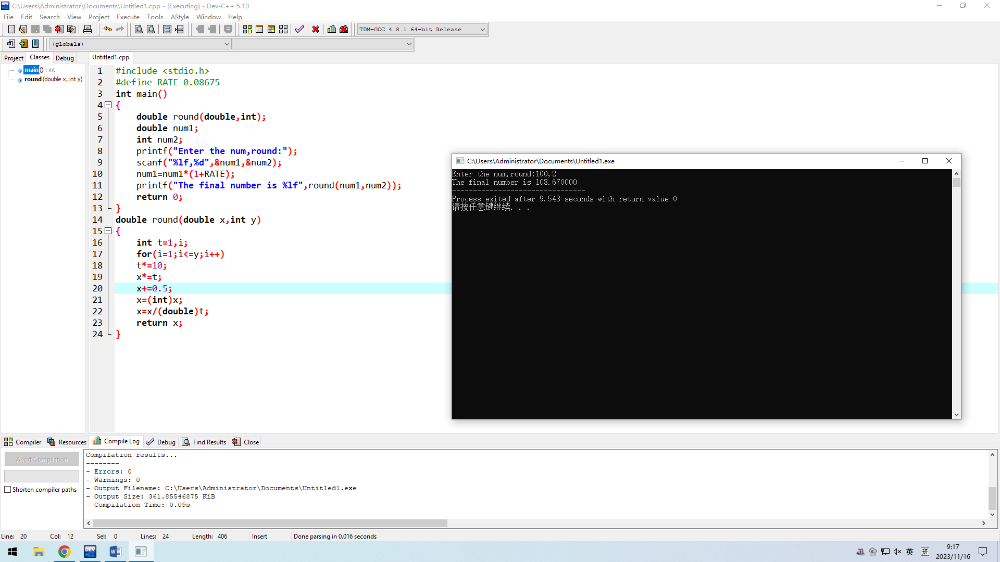 C:\Users\Administrator\Documents\Untitled1.cpp - [Executing] - Dev-C++ 5.10
File Edit Search View Project Execute Tools AStyle Window Help
TDM-GCC 4.8.1 64-bit Release
(globals)
Project Classes Debug
main() : int
round (double x, int y)
Untitled1.cpp
1 #include <stdio.h>
2 #define RATE 0.08675
3 int main()
4 {
5 double round(double,int);
6 double num1;
7 int num2;
8 printf("Enter the num,round:");
9 scanf("%lf,%d",&num1,&num2);
10 num1=num1*(1+RATE);
11 printf("The final number is %lf",round(num1,num2));
12 return 0;
13 }
14 double round(double x,int y)
15 {
16 int t=1,i;
17 for(i=1;i<=y;i++)
18 t*=10;
19 x*=t;
20 x+=0.5;
21 x=(int)x;
22 x=x/(double)t;
23 return x;
24 }
C:\Users\Administrator\Documents\Untitled1.exe
Enter the num,round:100,2
The final number is 108.670000
--------------------------------
Process exited after 9.543 seconds with return value 0
请按任意键继续. . .
Compiler Resources Compile Log Debug Find Results Close
Abort Compilation
Shorten compiler paths
Compilation results...
--------
- Errors: 0
- Warnings: 0
- Output Filename: C:\Users\Administrator\Documents\Untitled1.exe
- Output Size: 361.85546875 KiB
- Compilation Time: 0.09s
Line: 20 Col: 12 Sel: 0 Lines: 24 Length: 406 Insert Done parsing in 0.016 seconds
DEV
W
英
拼
9:17
2023/11/16